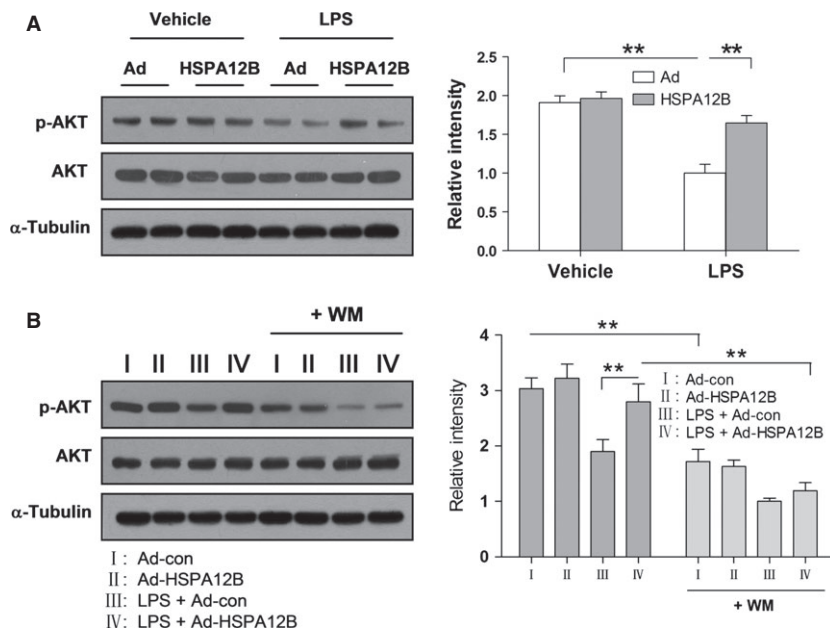 A
Vehicle LPS
Ad HSPA12B Ad HSPA12B
p-AKT
AKT
α-Tubulin
** **
Ad
HSPA12B
Relative intensity
2.5
2.0
1.5
1.0
0.5
0.0
Vehicle LPS
B
+ WM
I II III IV I II III IV
p-AKT
AKT
α-Tubulin
I : Ad-con
II : Ad-HSPA12B
III : LPS + Ad-con
IV : LPS + Ad-HSPA12B
**
**
**
I : Ad-con
II : Ad-HSPA12B
III : LPS + Ad-con
IV : LPS + Ad-HSPA12B
Relative intensity
4
3
2
1
0
I II III IV I II III IV
+ WM